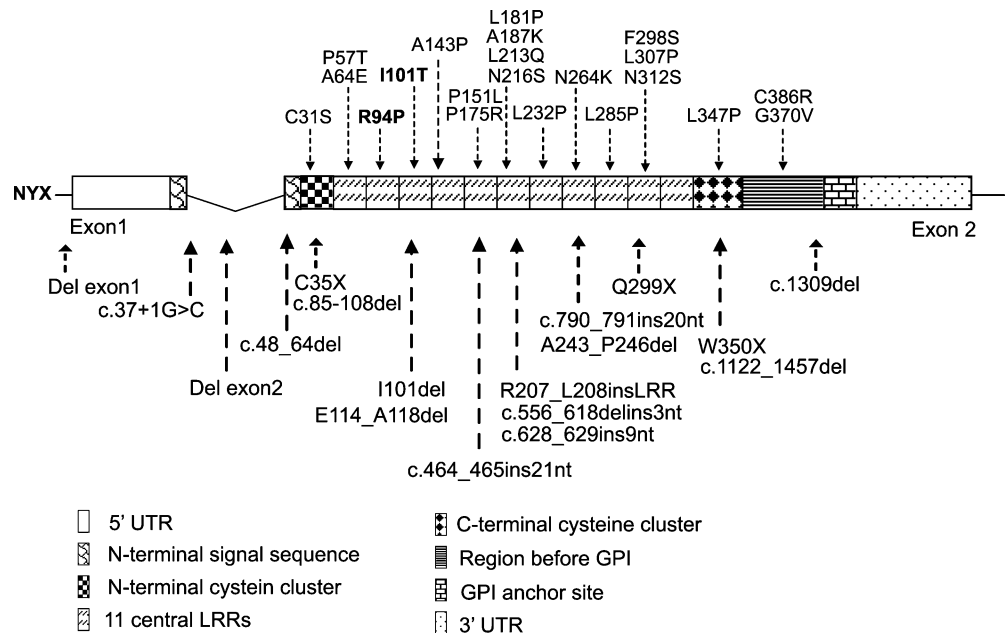 L181P
A187K
L213Q
N216S
F298S
L307P
N312S
A143P
P57T
A64E
I101T
N264K
P151L
P175R
C386R
G370V
C31S
R94P
L232P
L285P
L347P
NYX
Exon1
Exon 2
Del exon1
c.37+1G>C
C35X
c.85-108del
Q299X
c.1309del
c.48_64del
c.790_791ins20nt
A243_P246del
W350X
c.1122_1457del
Del exon2
I101del
E114_A118del
R207_L208insLRR
c.556_618delins3nt
c.628_629ins9nt
c.464_465ins21nt
5' UTR
N-terminal signal sequence
N-terminal cystein cluster
11 central LRRs
C-terminal cysteine cluster
Region before GPI
GPI anchor site
3' UTR